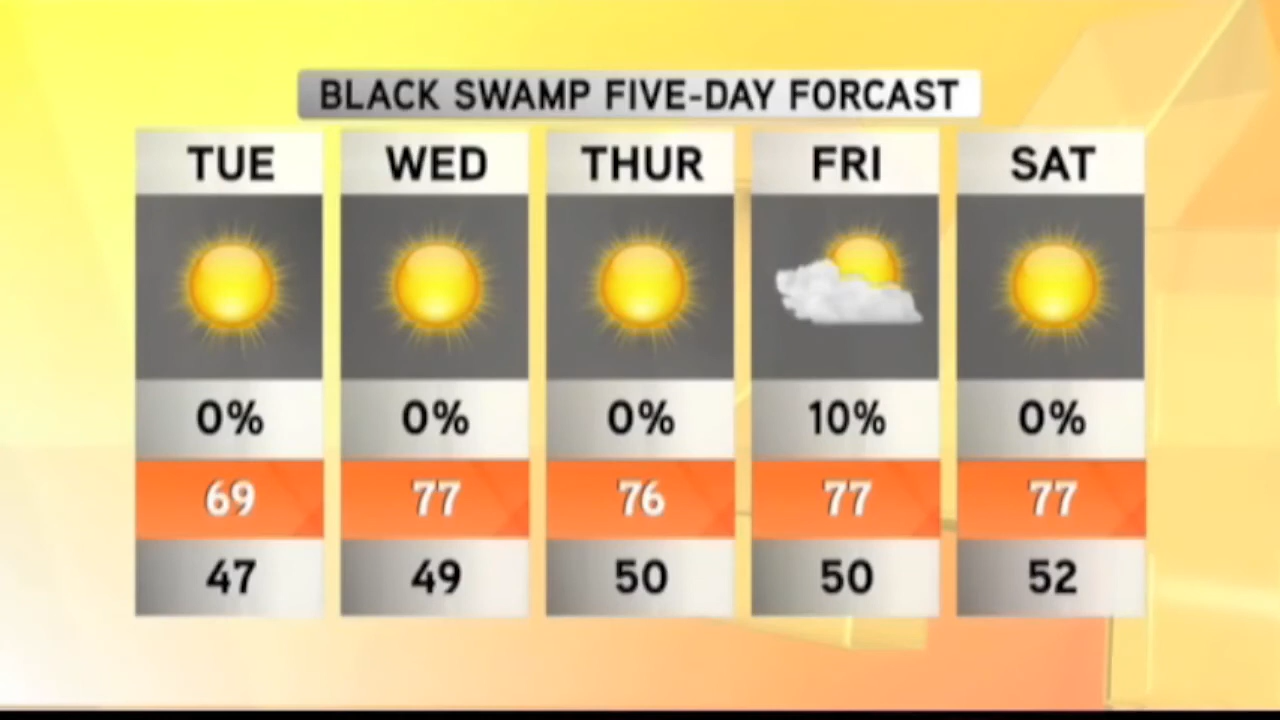 BLACK SWAMP FIVE-DAY FORCAST
TUE WED THUR FRI SAT
0% 0% 0% 10% 0%
69 77 76 77 77
47 49 50 50 52